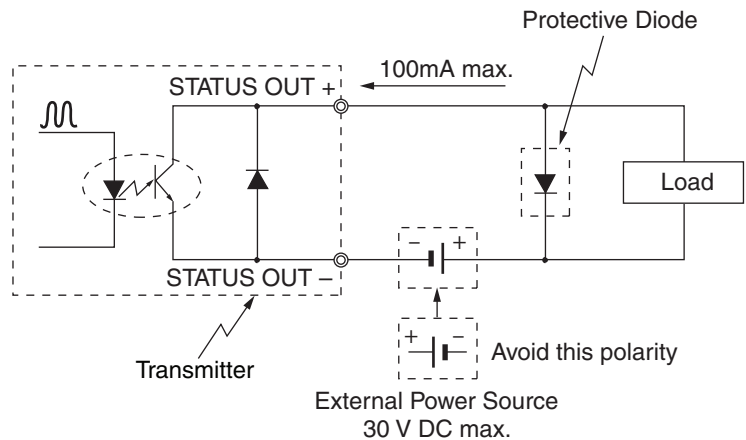 Protective Diode
100mA max.
STATUS OUT +
Load
− +
STATUS OUT −
+ −
Avoid this polarity
Transmitter
External Power Source
30 V DC max.